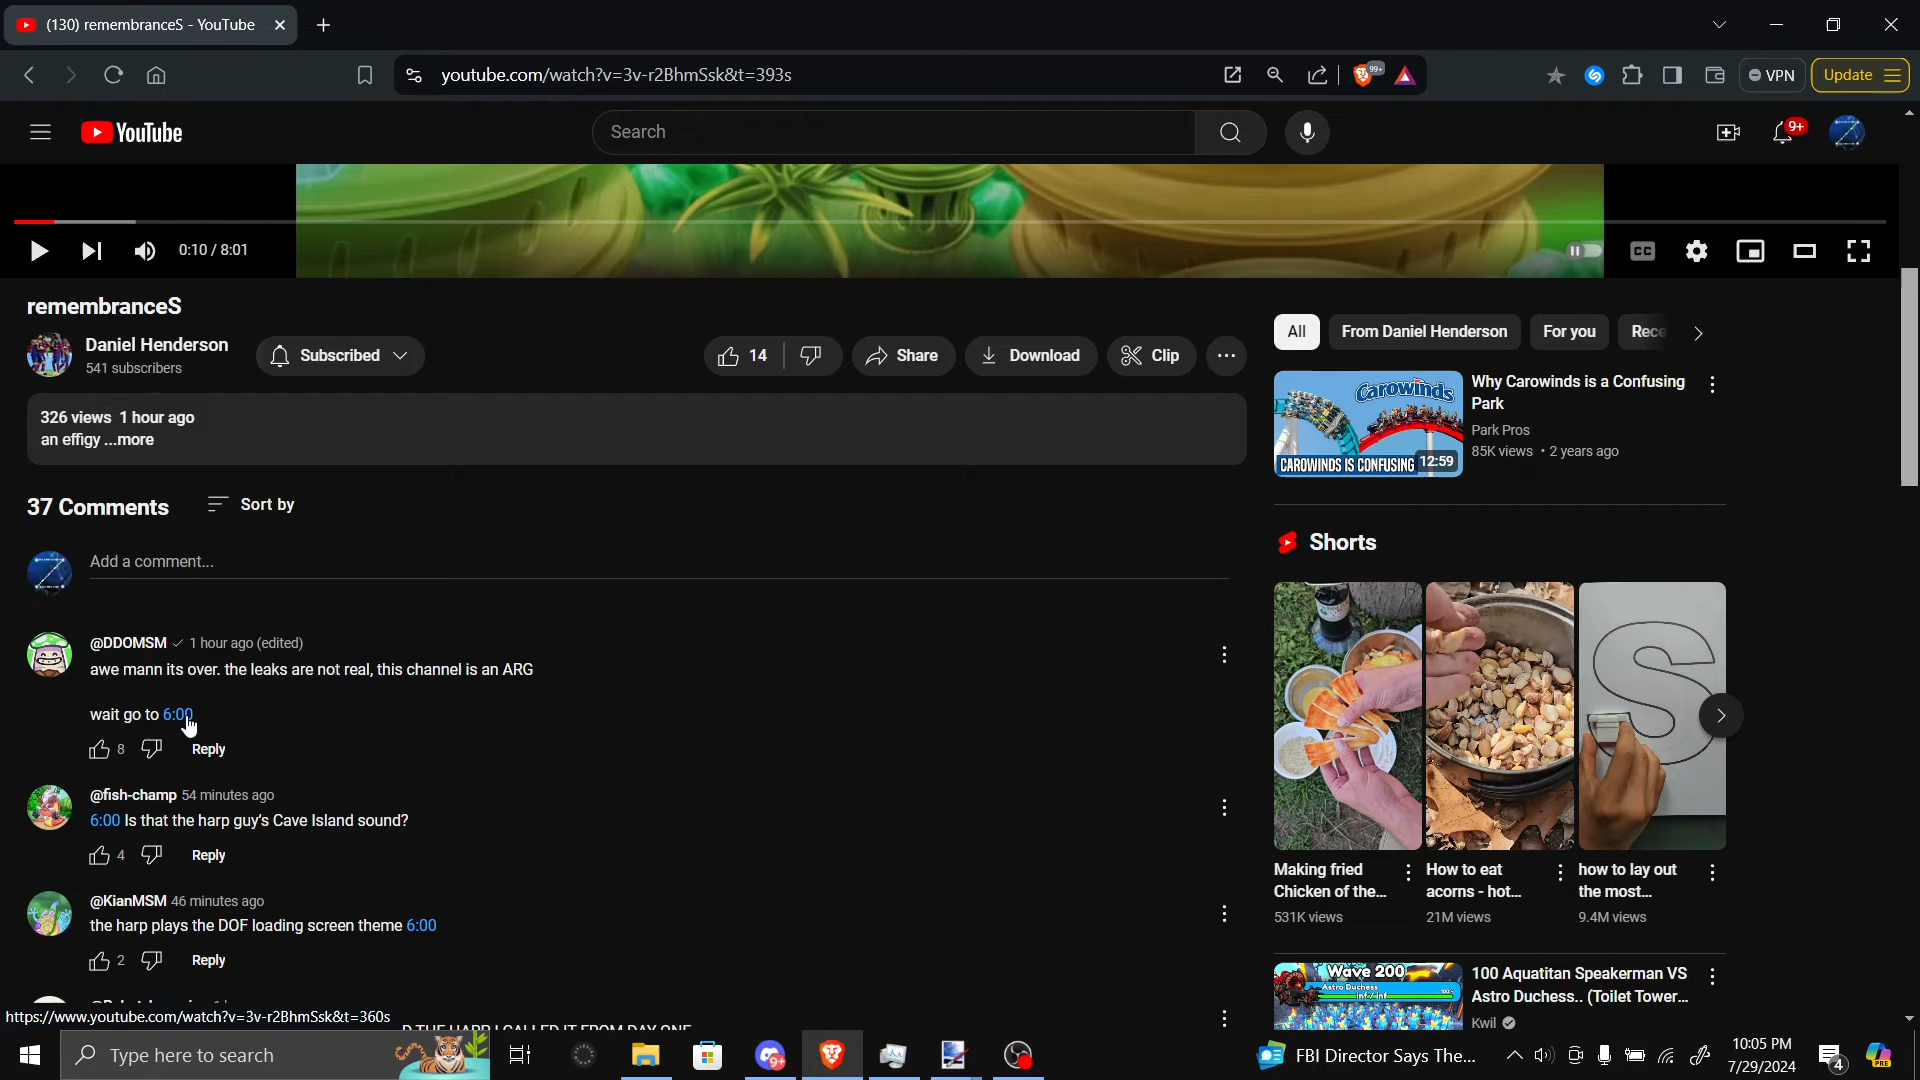 (130) remembranceS - YouTube
youtube.com/watch?v=3v-r2BhmSsk&t=393s
99+
VPN
Update
YouTube
Search
9+
0:10 / 8:01
CC
remembranceS
Daniel Henderson
541 subscribers
Subscribed
14
Share
Download
Clip
326 views 1 hour ago
an effigy ...more
37 Comments
Sort by
Add a comment...
@DDOMSM 1 hour ago (edited)
awe mann its over. the leaks are not real, this channel is an ARG
wait go to 6:00
8
Reply
@fish-champ 54 minutes ago
6:00 Is that the harp guy's Cave Island sound?
4
Reply
@KianMSM 46 minutes ago
the harp plays the DOF loading screen theme 6:00
2
Reply
All
From Daniel Henderson
For you
Rece
Carowinds
CAROWINDS IS CONFUSING
12:59
Why Carowinds is a Confusing
Park
Park Pros
85K views • 2 years ago
Shorts
S
Making fried
Chicken of the...
531K views
How to eat
acorns - hot...
21M views
how to lay out
the most...
9.4M views
Wave 200
Astro Duchess
inf / inf
100 Aquatitan Speakerman VS
Astro Duchess.. (Toilet Tower...
Kwil
https://www.youtube.com/watch?v=3v-r2BhmSsk&t=360s
Type here to search
9+
FBI Director Says The...
10:05 PM
7/29/2024
4
PRE